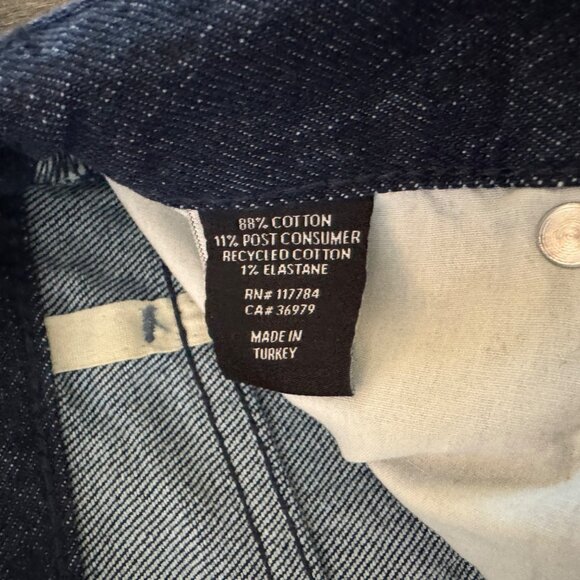 88% COTTON
11% POST CONSUMER
RECYCLED COTTON
1% ELASTANE
RN# 117784
CA# 36979
MADE IN
TURKEY